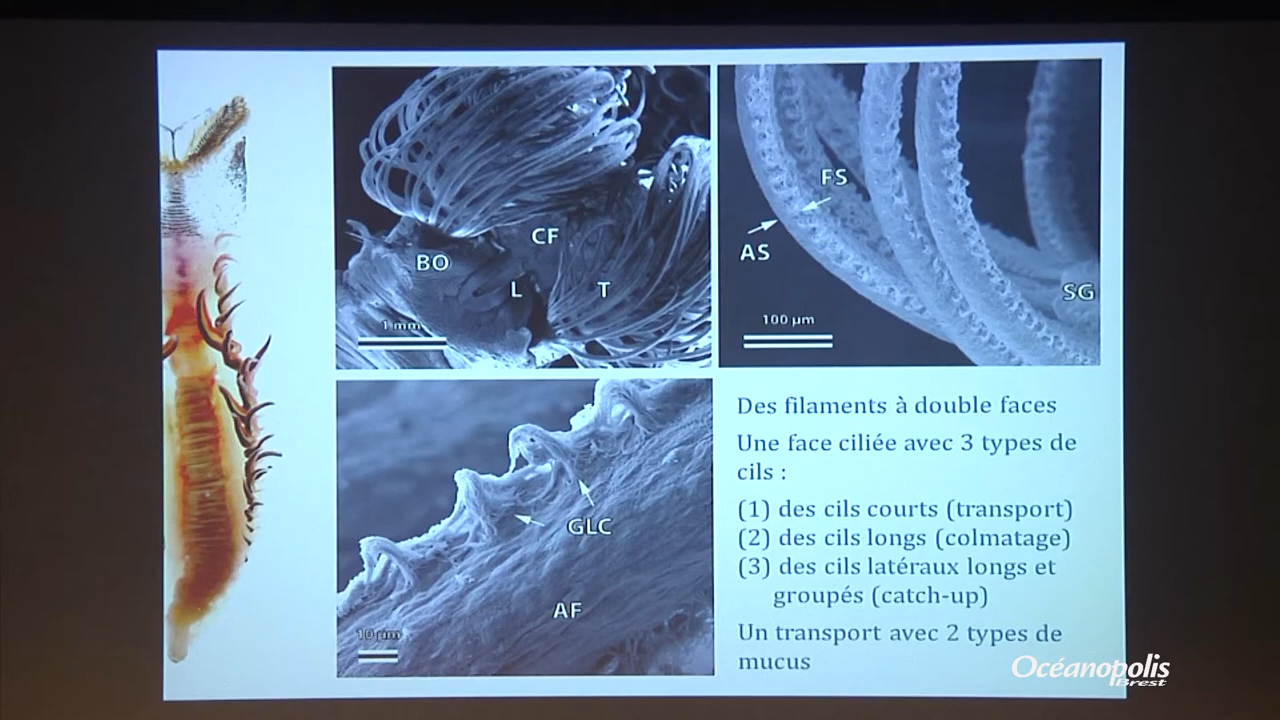 CF
BO
L
T
1 mm
FS
AS
SG
100 µm
GLC
AF
10 µm
Des filaments à double faces
Une face ciliée avec 3 types de
cils :
(1) des cils courts (transport)
(2) des cils longs (colmatage)
(3) des cils latéraux longs et
groupés (catch-up)
Un transport avec 2 types de
mucus
Océanopolis
Brest